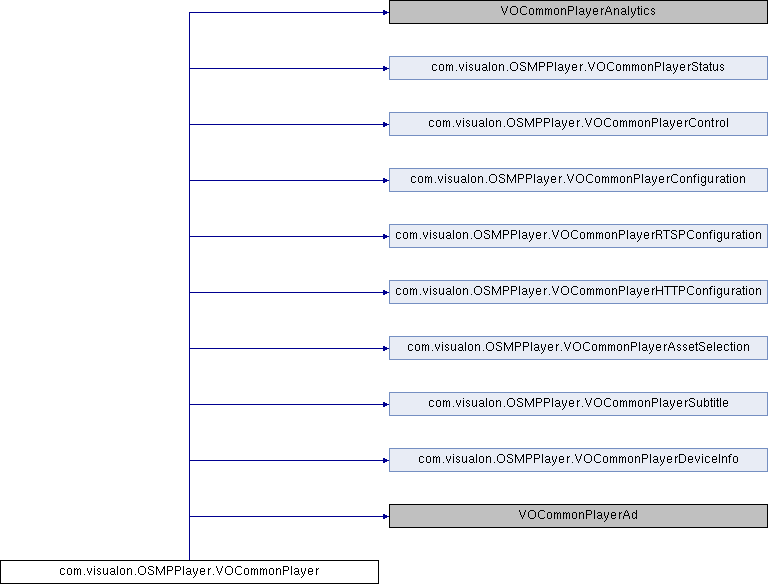 VOCommonPlayerAnalytics
com.visualon.OSMPPlayer.VOCommonPlayerStatus
com.visualon.OSMPPlayer.VOCommonPlayerControl
com.visualon.OSMPPlayer.VOCommonPlayerConfiguration
com.visualon.OSMPPlayer.VOCommonPlayerRTSPConfiguration
com.visualon.OSMPPlayer.VOCommonPlayerHTTPConfiguration
com.visualon.OSMPPlayer.VOCommonPlayerAssetSelection
com.visualon.OSMPPlayer.VOCommonPlayerSubtitle
com.visualon.OSMPPlayer.VOCommonPlayerDeviceInfo
VOCommonPlayerAd
com.visualon.OSMPPlayer.VOCommonPlayer